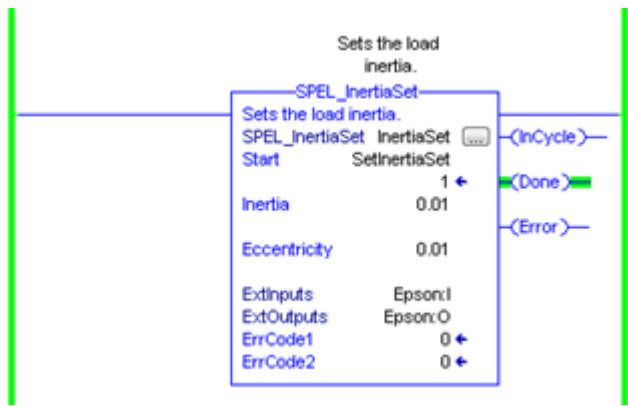 Sets the load
inertia.
SPEL_InertiaSet
Sets the load inertia.
SPEL_InertiaSet InertiaSet ... (InCycle)
Start SetInertiaSet
1 (Done)
Inertia 0.01
(Error)
Eccentricity 0.01
ExtInputs Epson:I
ExtOutputs Epson:O
ErrCode1 0
ErrCode2 0